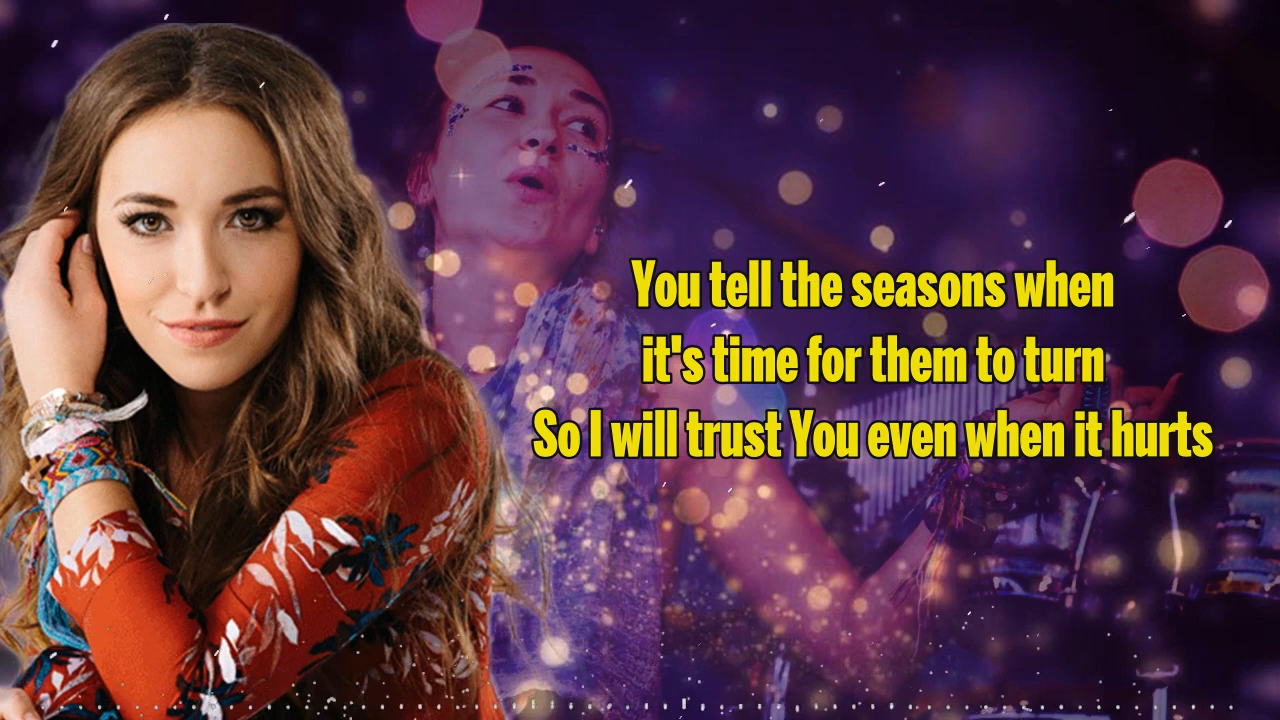 You tell the seasons when
it's time for them to turn
So I will trust You even when it hurts